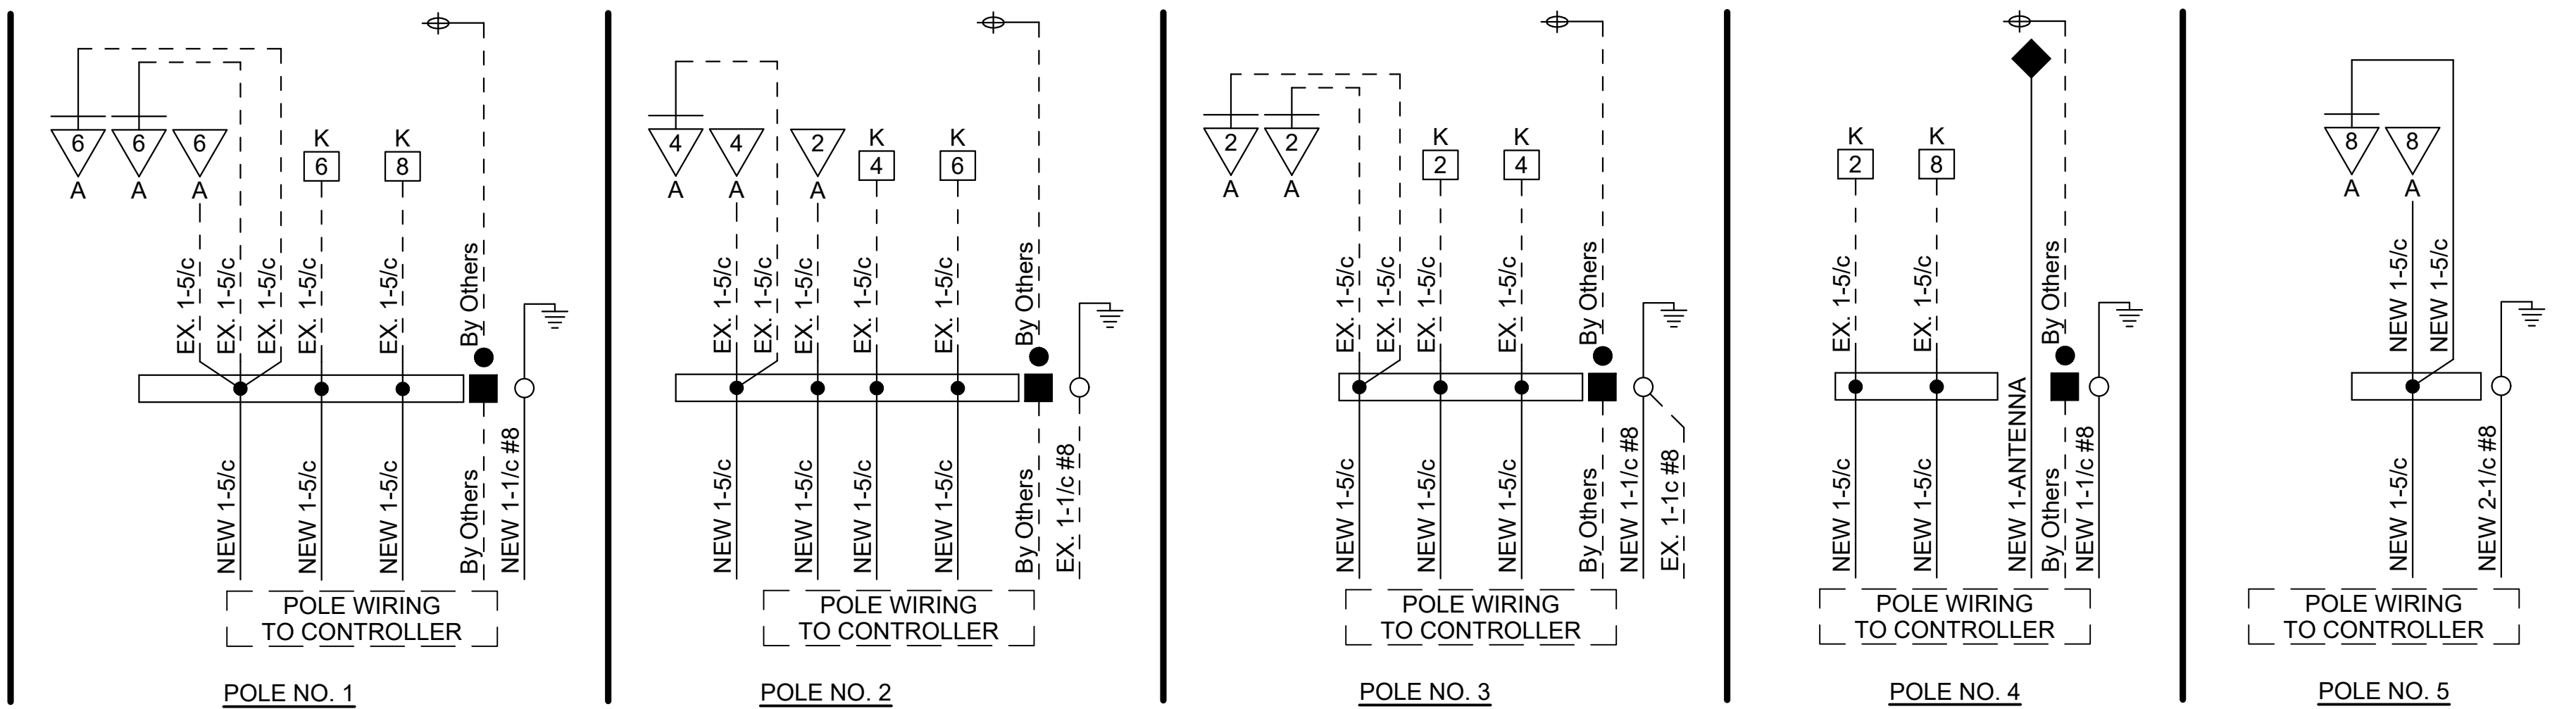 6 6 6 K K
6 8
A A A
EX. 1-5/c EX. 1-5/c EX. 1-5/c EX. 1-5/c EX. 1-5/c By Others
NEW 1-5/c NEW 1-5/c NEW 1-5/c By Others NEW 1-1/c #8
POLE WIRING
TO CONTROLLER
POLE NO. 1
4 4 2 K K
4 6
A A A
EX. 1-5/c EX. 1-5/c EX. 1-5/c EX. 1-5/c EX. 1-5/c By Others
NEW 1-5/c NEW 1-5/c NEW 1-5/c NEW 1-5/c By Others EX. 1-1/c #8
POLE WIRING
TO CONTROLLER
POLE NO. 2
2 2 K K
2 4
A A
EX. 1-5/c EX. 1-5/c EX. 1-5/c EX. 1-5/c By Others
NEW 1-5/c NEW 1-5/c NEW 1-5/c By Others NEW 1-1/c #8 EX. 1-1c #8
POLE WIRING
TO CONTROLLER
POLE NO. 3
K K
2 8
EX. 1-5/c EX. 1-5/c By Others
NEW 1-5/c NEW 1-5/c NEW 1-ANTENNA By Others NEW 1-1/c #8
POLE WIRING
TO CONTROLLER
POLE NO. 4
8 8
A A
NEW 1-5/c NEW 1-5/c
NEW 1-5/c NEW 2-1/c #8
POLE WIRING
TO CONTROLLER
POLE NO. 5